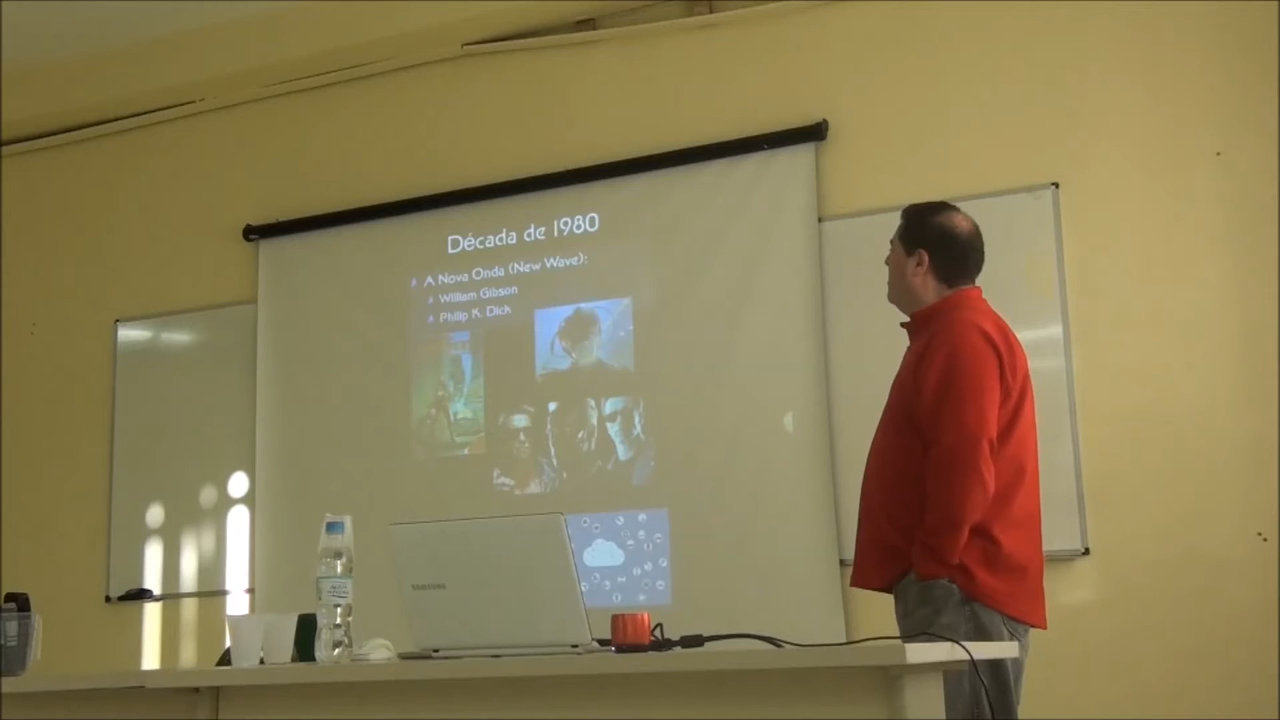 Década de 1980
A Nova Onda (New Wave):
William Gibson
Philip K. Dick
SAMSUNG